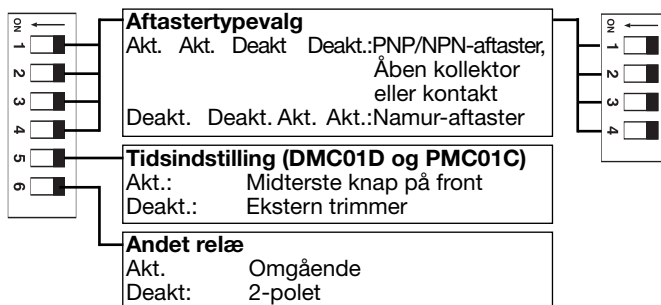 ON
1
2
3
4
5
6
Aftastertypevalg
Akt. Akt. Deakt Deakt.:PNP/NPN-aftaster,
Åben kollektor
eller kontakt
Deakt. Deakt. Akt. Akt.:Namur-aftaster
Tidsindstilling (DMC01D og PMC01C)
Akt.: Midterste knap på front
Deakt.: Ekstern trimmer
Andet relæ
Akt. Omgående
Deakt: 2-polet
ON
1
2
3
4